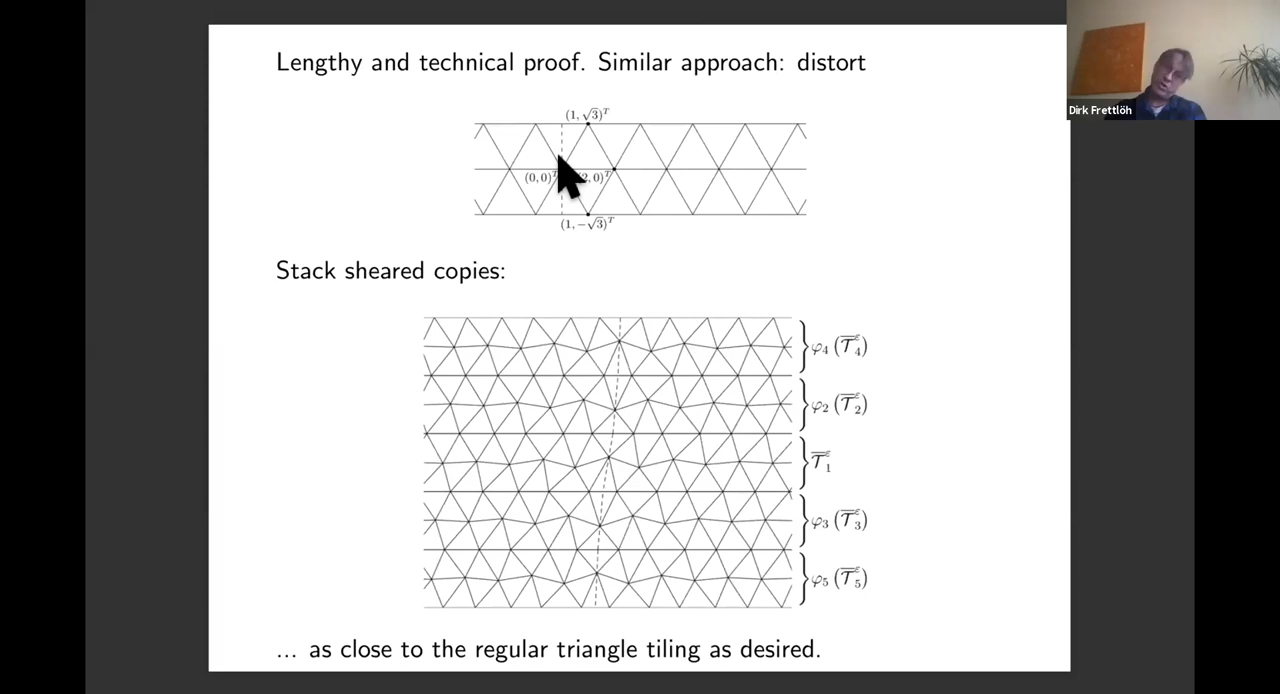 Lengthy and technical proof. Similar approach: distort
Dirk Frettlöh
(1, √3)ᵀ
(0, 0)ᵀ 2, 0)ᵀ
(1, −√3)ᵀ
Stack sheared copies:
φ₄ (T̅₄^ε)
φ₂ (T̅₂^ε)
T̅₁^ε
φ₃ (T̅₃^ε)
φ₅ (T̅₅^ε)
... as close to the regular triangle tiling as desired.